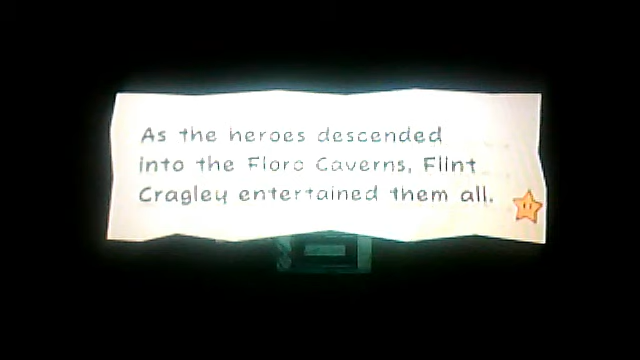 As the heroes descended
into the Floro Caverns, Flint
Cragley entertained them all.